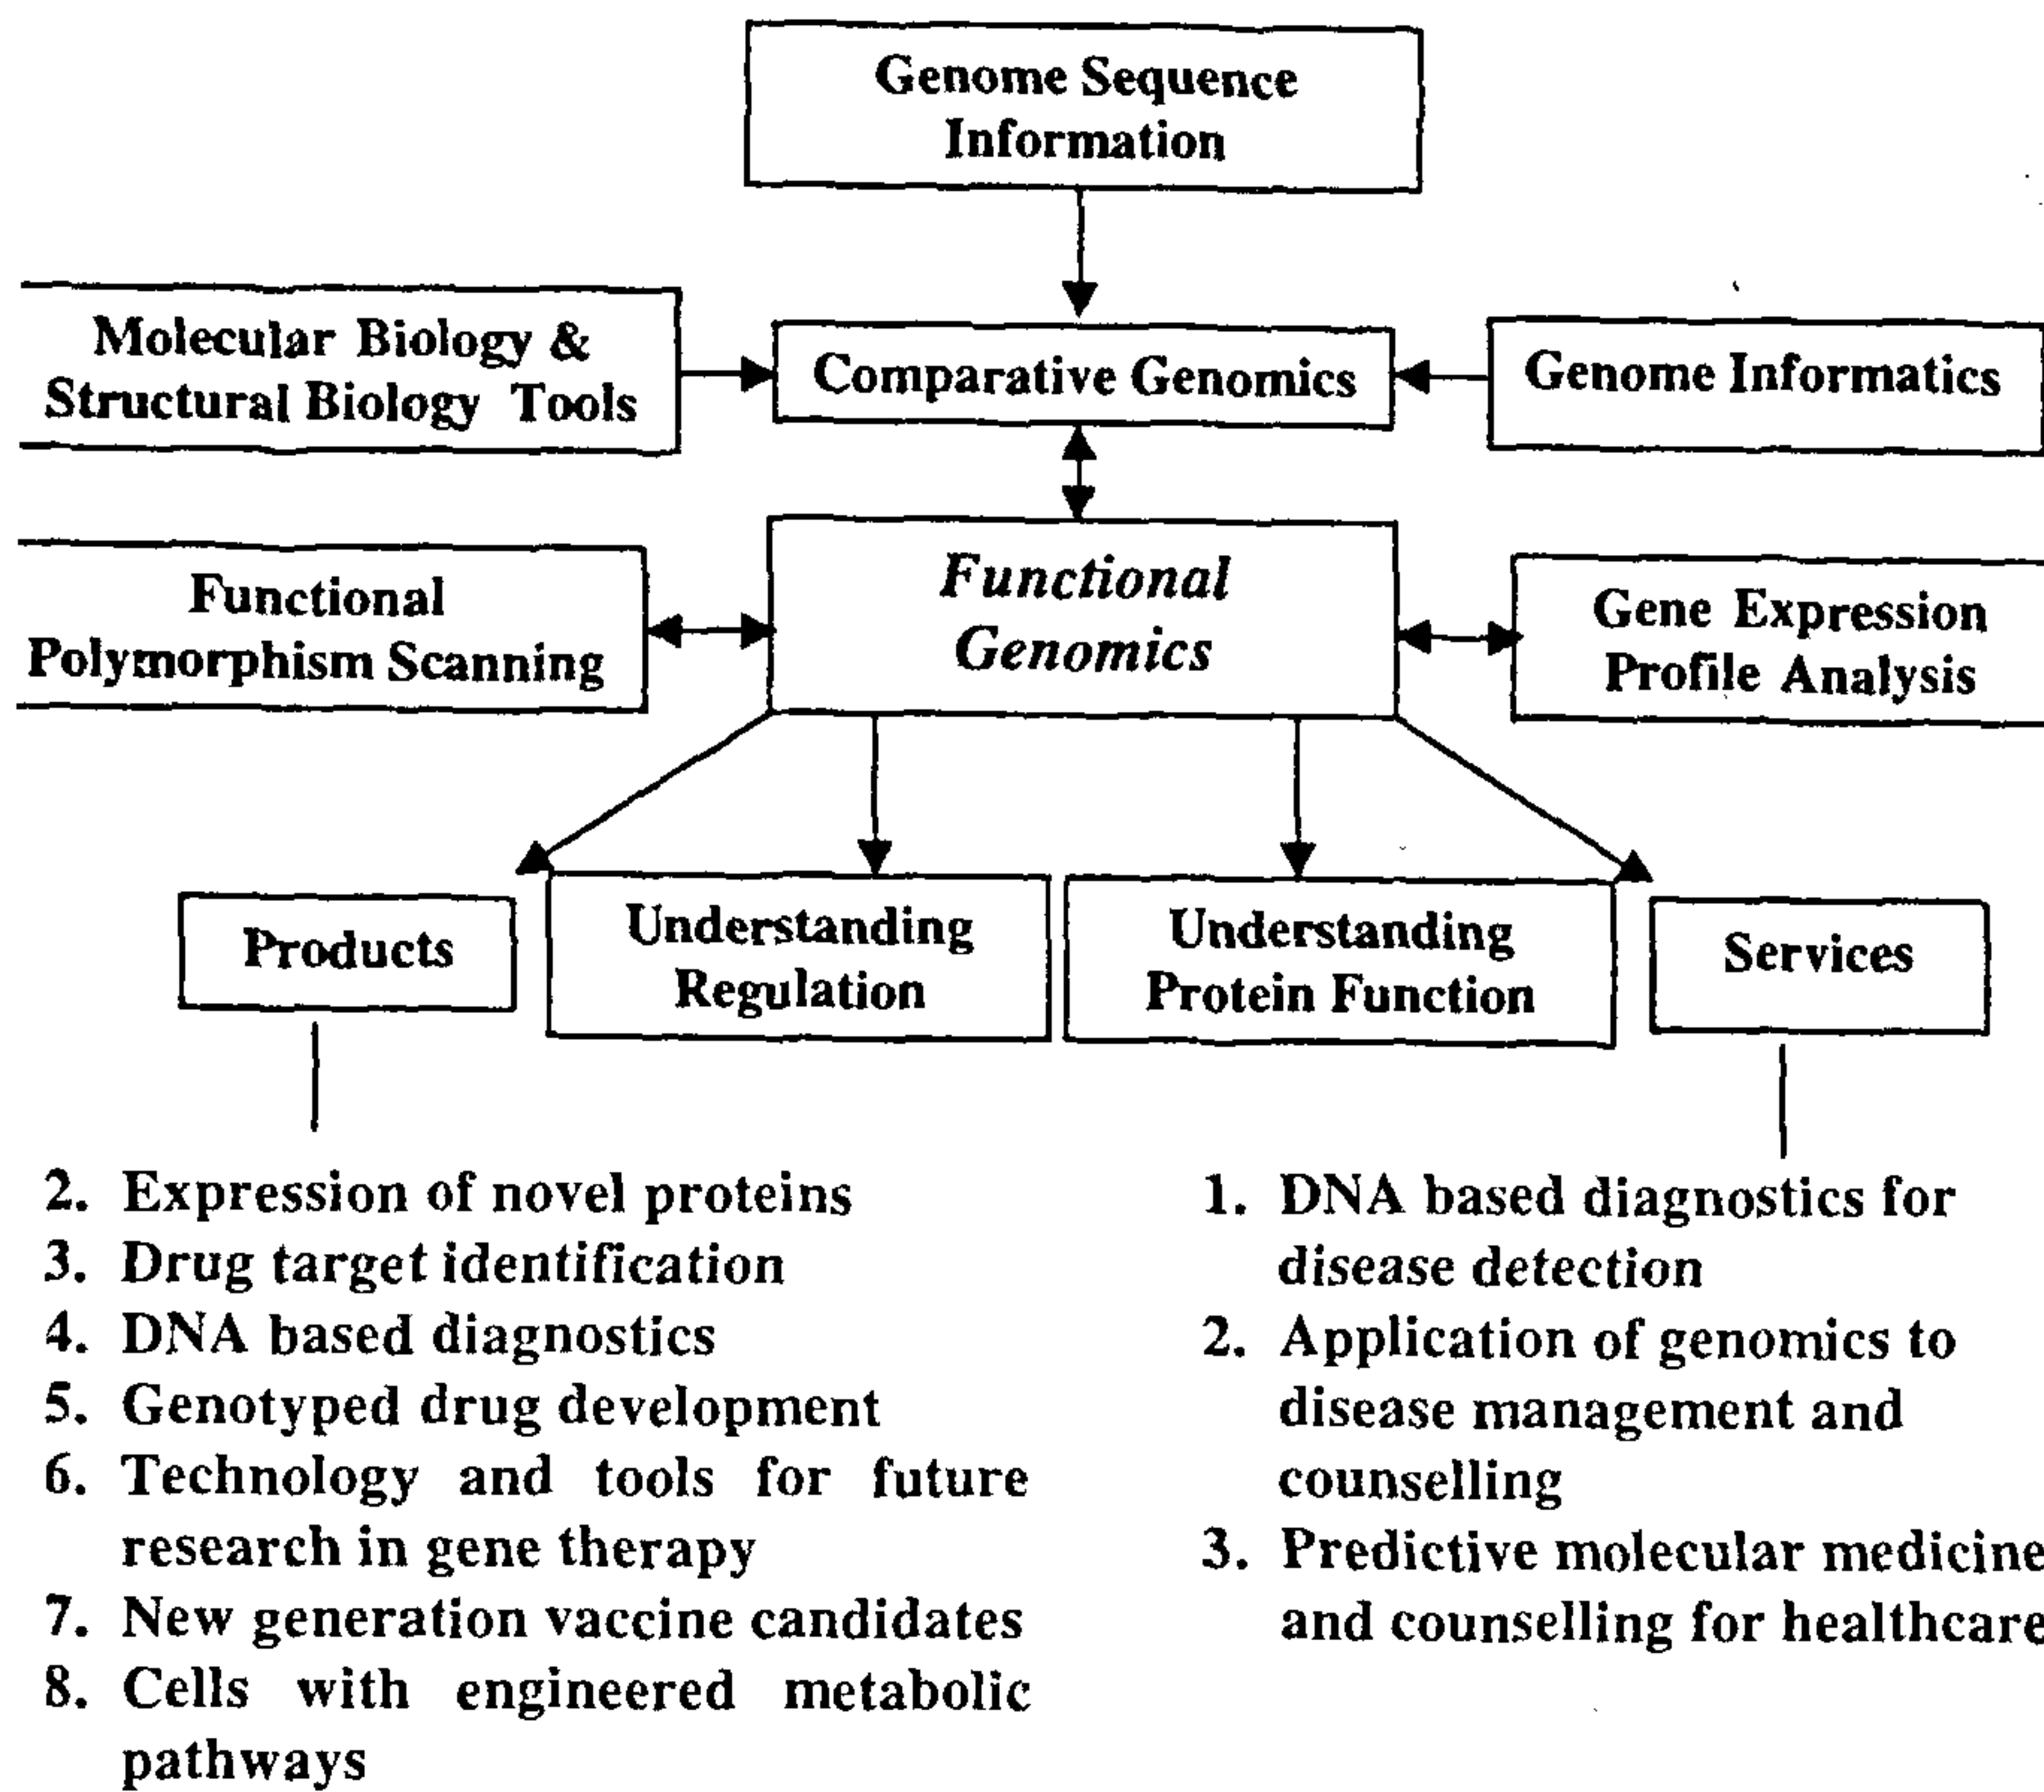 Genome Sequence
Information
Molecular Biology &
Structural Biology Tools
Comparative Genomics
Genome Informatics
Functional
Polymorphism Scanning
Functional
Genomics
Gene Expression
Profile Analysis
Products
Understanding
Regulation
Understanding
Protein Function
Services
2. Expression of novel proteins
3. Drug target identification
4. DNA based diagnostics
5. Genotyped drug development
6. Technology and tools for future
research in gene therapy
7. New generation vaccine candidates
8. Cells with engineered metabolic
pathways
1. DNA based diagnostics for
disease detection
2. Application of genomics to
disease management and
counselling
3. Predictive molecular medicine
and counselling for healthcare